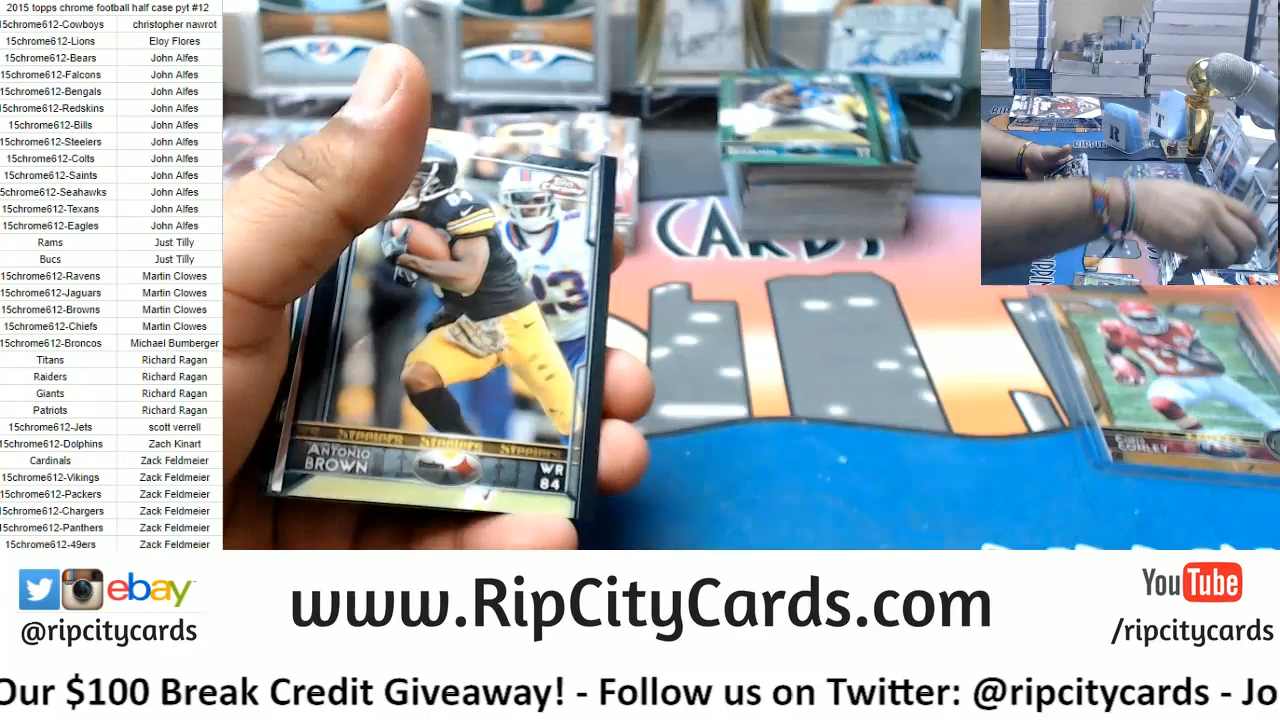 2015 topps chrome football half case pyt #12
15chrome612-Cowboys christopher nawrot
15chrome612-Lions Eloy Flores
15chrome612-Bears John Alfes
15chrome612-Falcons John Alfes
15chrome612-Bengals John Alfes
15chrome612-Redskins John Alfes
15chrome612-Bills John Alfes
15chrome612-Steelers John Alfes
15chrome612-Colts John Alfes
15chrome612-Saints John Alfes
15chrome612-Seahawks John Alfes
15chrome612-Texans John Alfes
15chrome612-Eagles John Alfes
Rams Just Tilly
Bucs Just Tilly
15chrome612-Ravens Martin Clowes
15chrome612-Jaguars Martin Clowes
15chrome612-Browns Martin Clowes
15chrome612-Chiefs Martin Clowes
15chrome612-Broncos Michael Bumberger
Titans Richard Ragan
Raiders Richard Ragan
Giants Richard Ragan
Patriots Richard Ragan
15chrome612-Jets scott verrell
15chrome612-Dolphins Zach Kinart
Cardinals Zack Feldmeier
15chrome612-Vikings Zack Feldmeier
15chrome612-Packers Zack Feldmeier
15chrome612-Chargers Zack Feldmeier
15chrome612-Panthers Zack Feldmeier
15chrome612-49ers Zack Feldmeier
CARDY
R T
Steelers Steelers
ANTONIO
BROWN
WR
84
CHRIS
CONLEY
ebay
@ripcitycards
www.RipCityCards.com
YouTube
/ripcitycards
Our $100 Break Credit Giveaway! - Follow us on Twitter: @ripcitycards - Jo